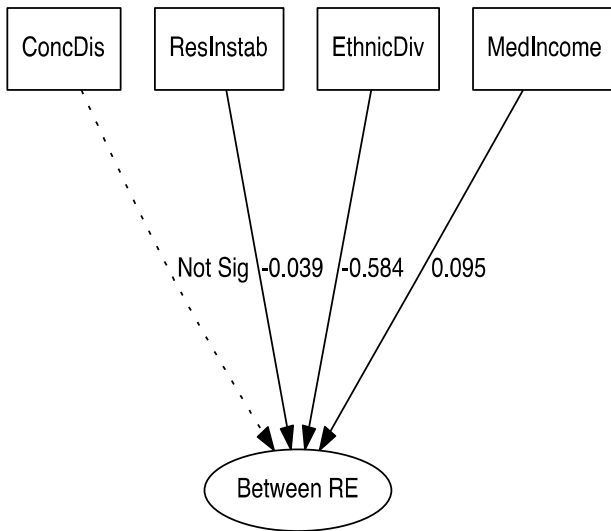 ConcDis
ResInstab
EthnicDiv
MedIncome
Not Sig
-0.039
-0.584
0.095
Between RE